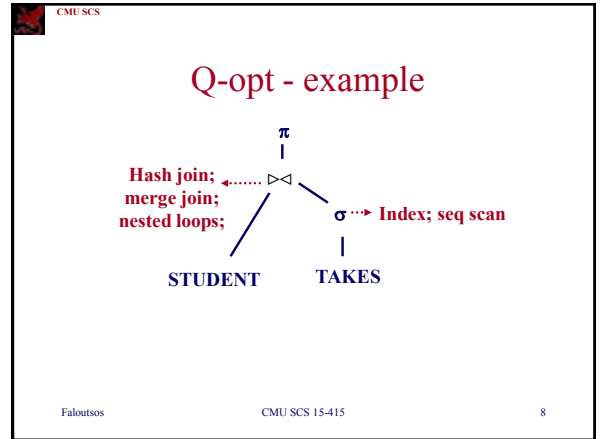 CMU SCS
Q-opt - example
π
Hash join;
merge join;
nested loops;
⋈
σ
Index; seq scan
STUDENT
TAKES
Faloutsos
CMU SCS 15-415
8